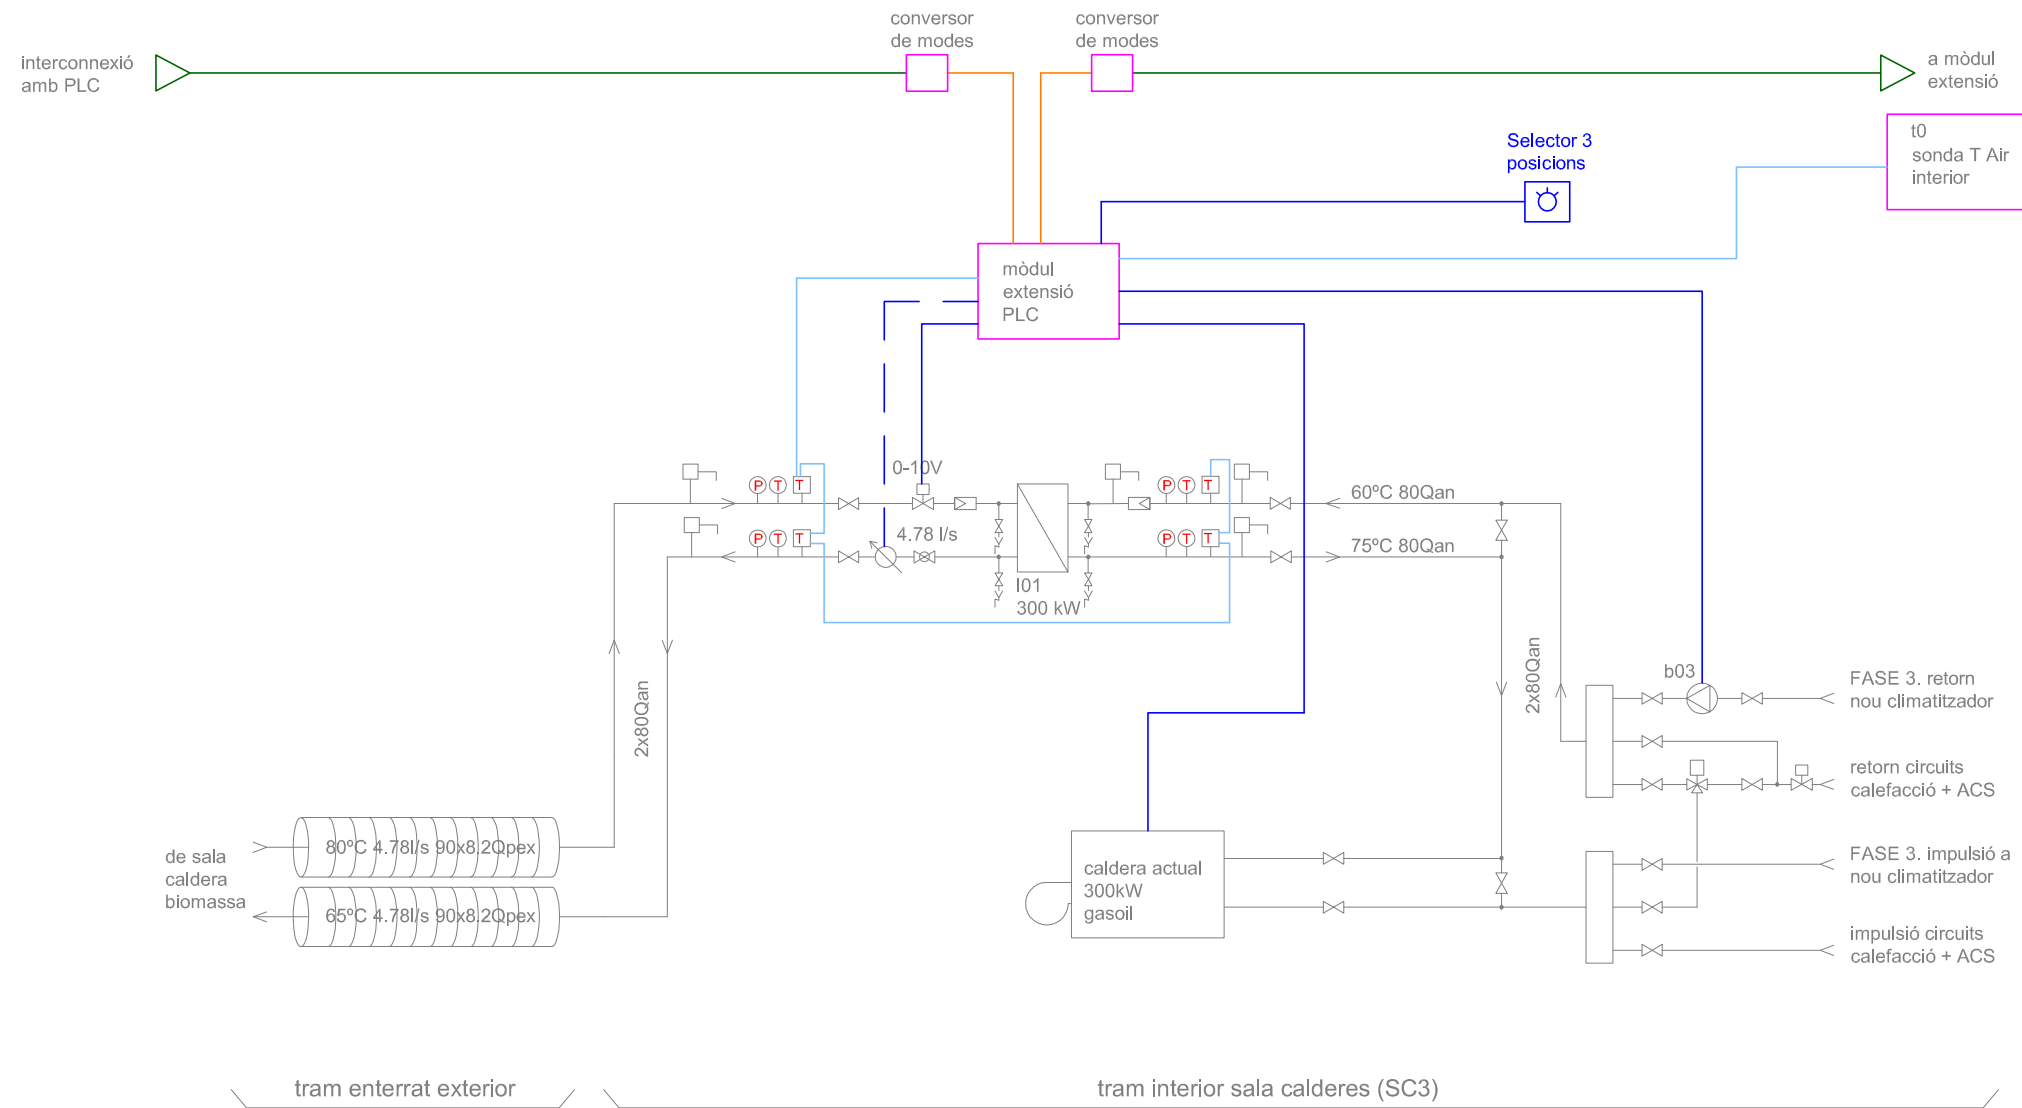 conversor
de modes
conversor
de modes
interconnexió
amb PLC
a mòdul
extensió
t0
sonda T Air
interior
Selector 3
posicions
mòdul
extensió
PLC
0-10V
P T T
P T T
60ºC 80Qan
4.78 l/s
P T T
P T T
75ºC 80Qan
I01
300 kW
2x80Qan
2x80Qan
b03
FASE 3. retorn
nou climatitzador
retorn circuits
calefacció + ACS
80ºC 4.78l/s 90x8.2Qpex
de sala
caldera
biomassa
65ºC 4.78l/s 90x8.2Qpex
caldera actual
300kW
gasoil
FASE 3. impulsió a
nou climatitzador
impulsió circuits
calefacció + ACS
tram enterrat exterior
tram interior sala calderes (SC3)